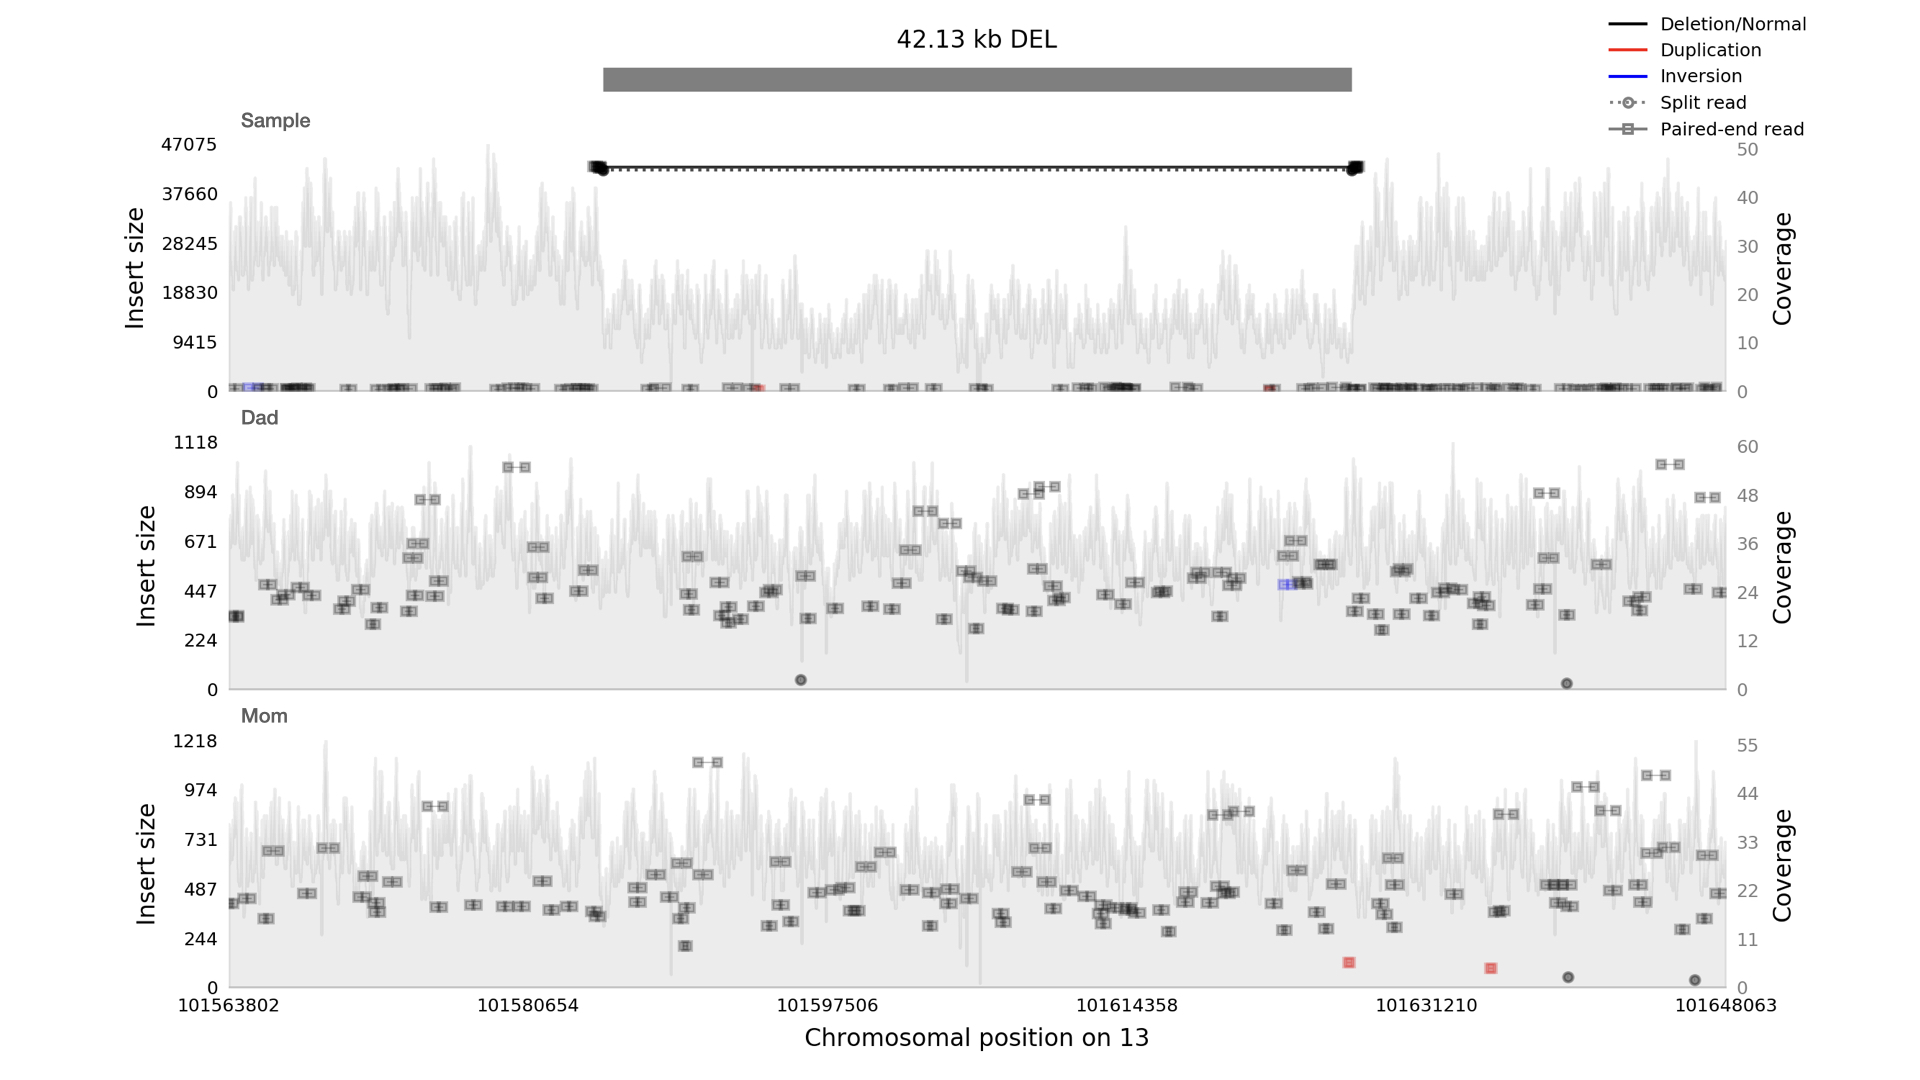 42.13 kb DEL
Deletion/Normal
Duplication
Inversion
Split read
Paired-end read
Sample
47075
37660
28245
18830
9415
0
Insert size
50
40
30
20
10
0
Coverage
Dad
1118
894
671
447
224
0
Insert size
60
48
36
24
12
0
Coverage
Mom
1218
974
731
487
244
0
Insert size
55
44
33
22
11
0
Coverage
101563802 101580654 101597506 101614358 101631210 101648063
Chromosomal position on 13